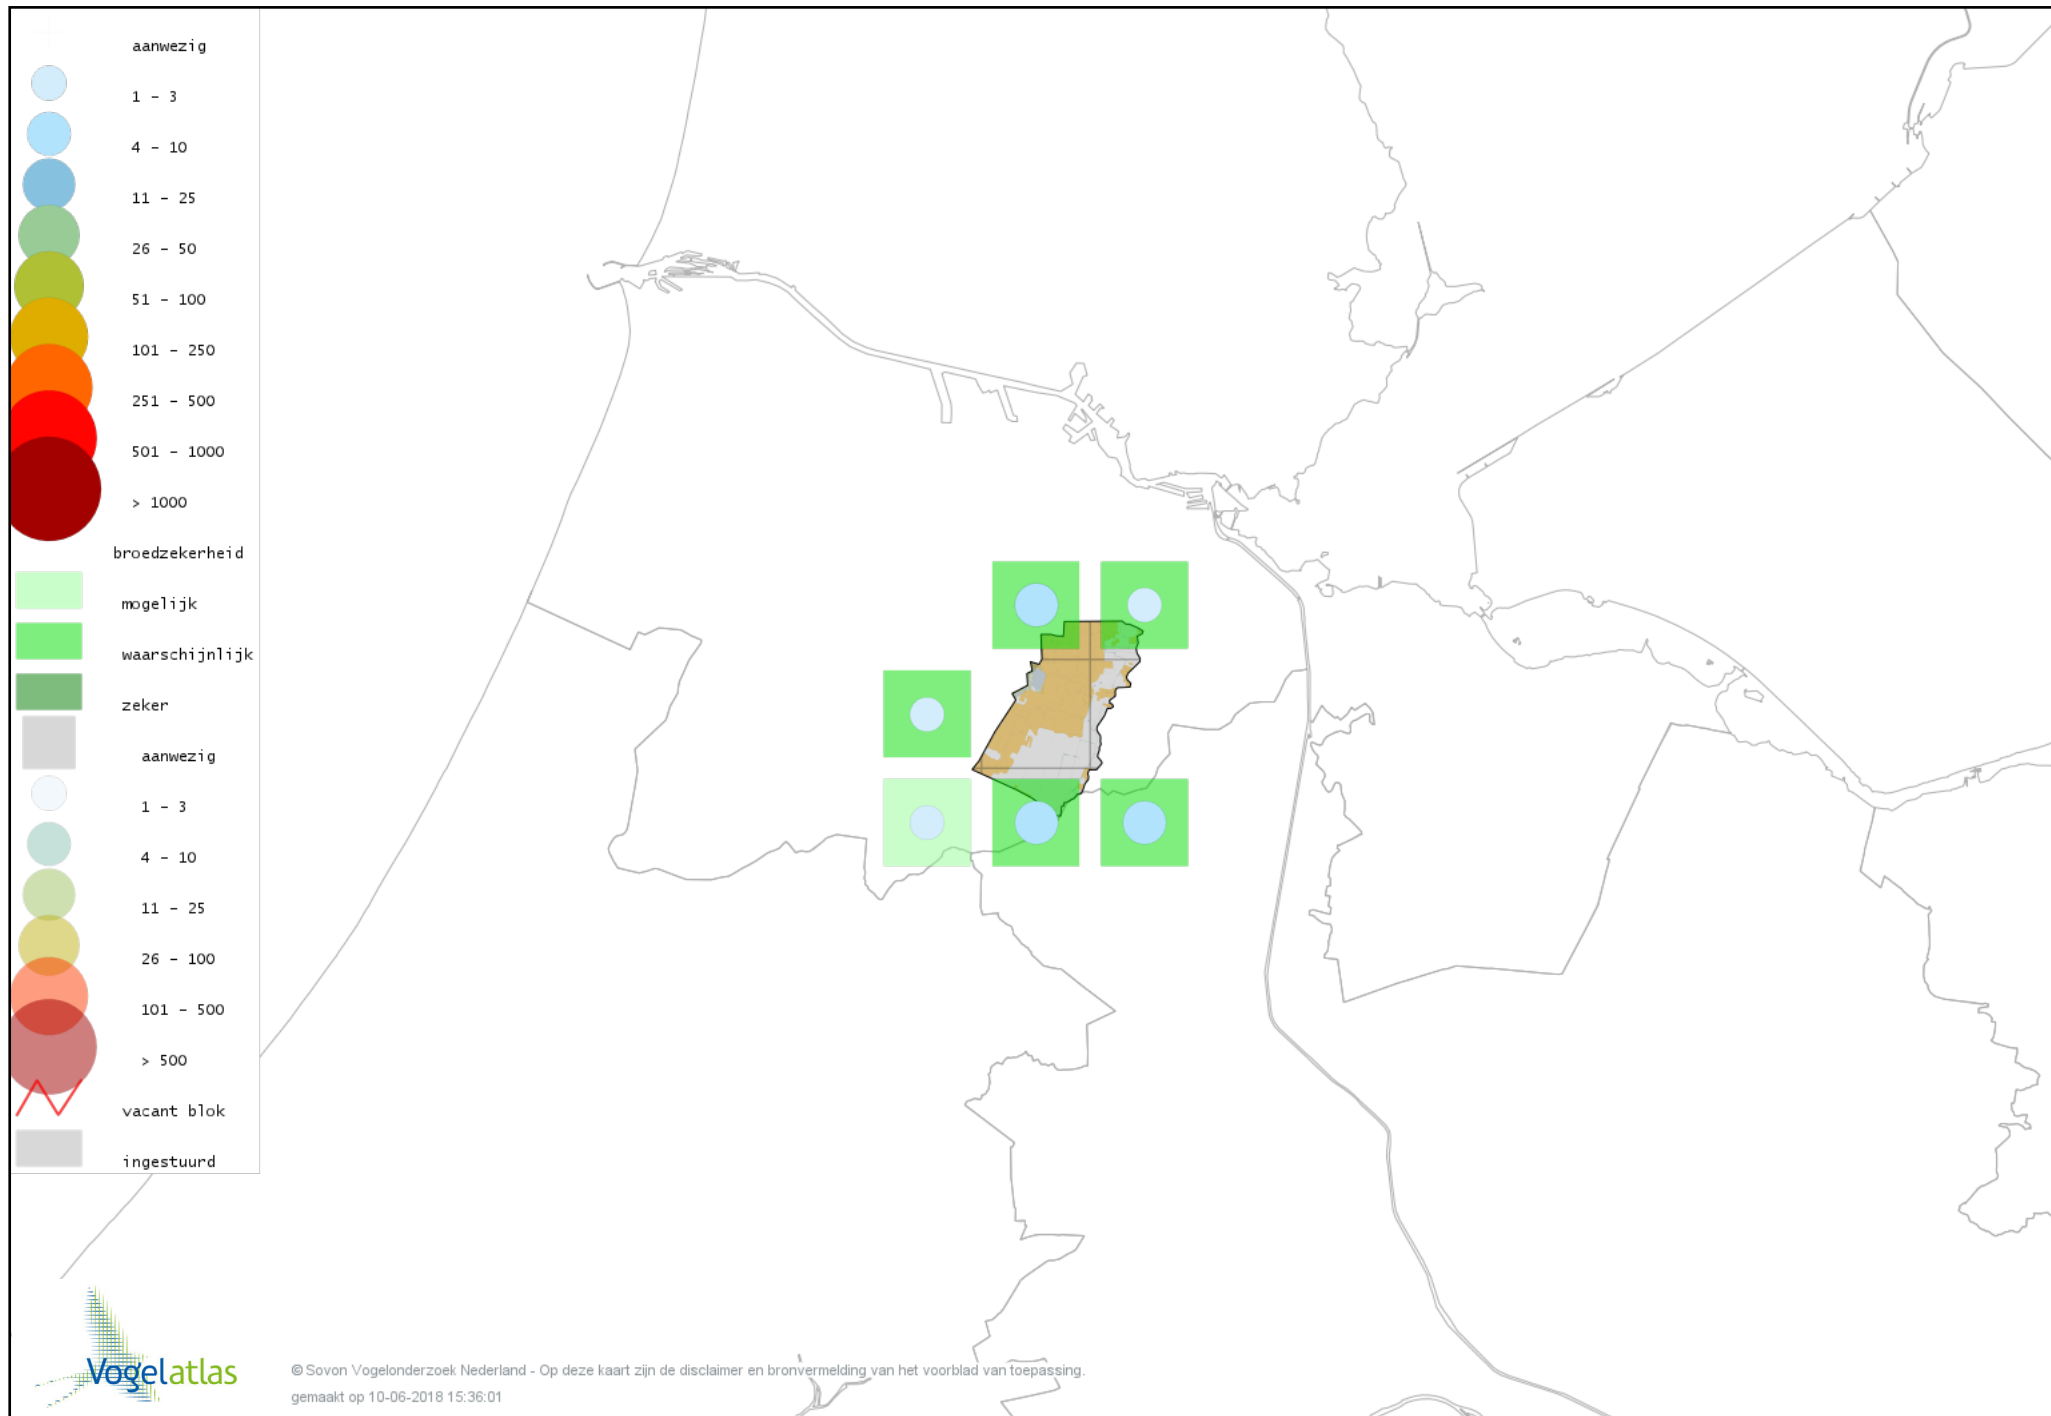 aanwezig
1 - 3
4 - 10
11 - 25
26 - 50
51 - 100
101 - 250
251 - 500
501 - 1000
> 1000
broedzekerheid
mogelijk
waarschijnlijk
zeker
aanwezig
1 - 3
4 - 10
11 - 25
26 - 100
101 - 500
> 500
vacant blok
ingestuurd
Vogelatlas
© Sovon Vogelonderzoek Nederland - Op deze kaart zijn de disclaimer en bronvermelding van het voorblad van toepassing.
gemaakt op 10-06-2018 15:36:01